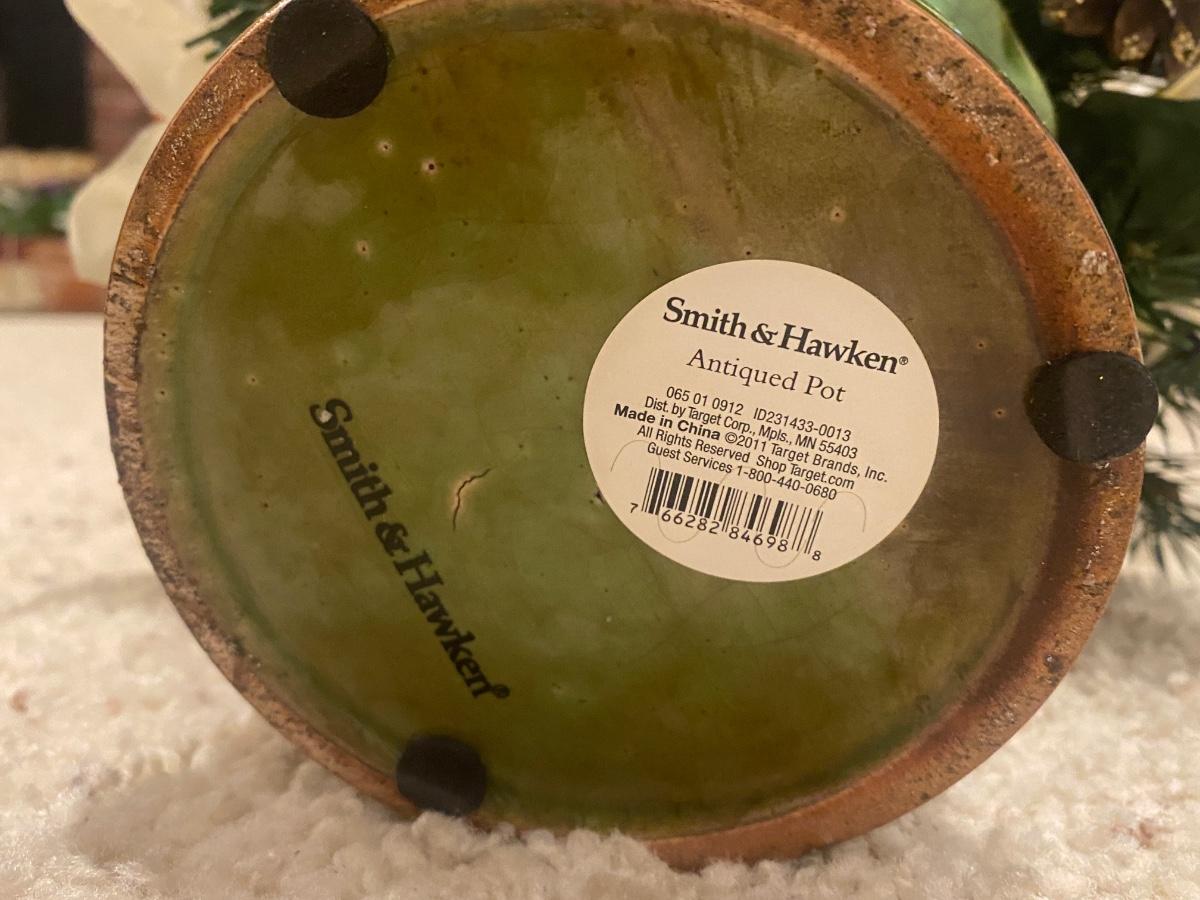 Smith & Hawken®
Antiqued Pot
065 01 0912 ID231433-0013
Dist. by Target Corp., Mpls., MN 55403
Made in China ©2011 Target Brands, Inc.
All Rights Reserved Shop Target.com
Guest Services 1-800-440-0680
7 66282 84698 8
Smith & Hawken®